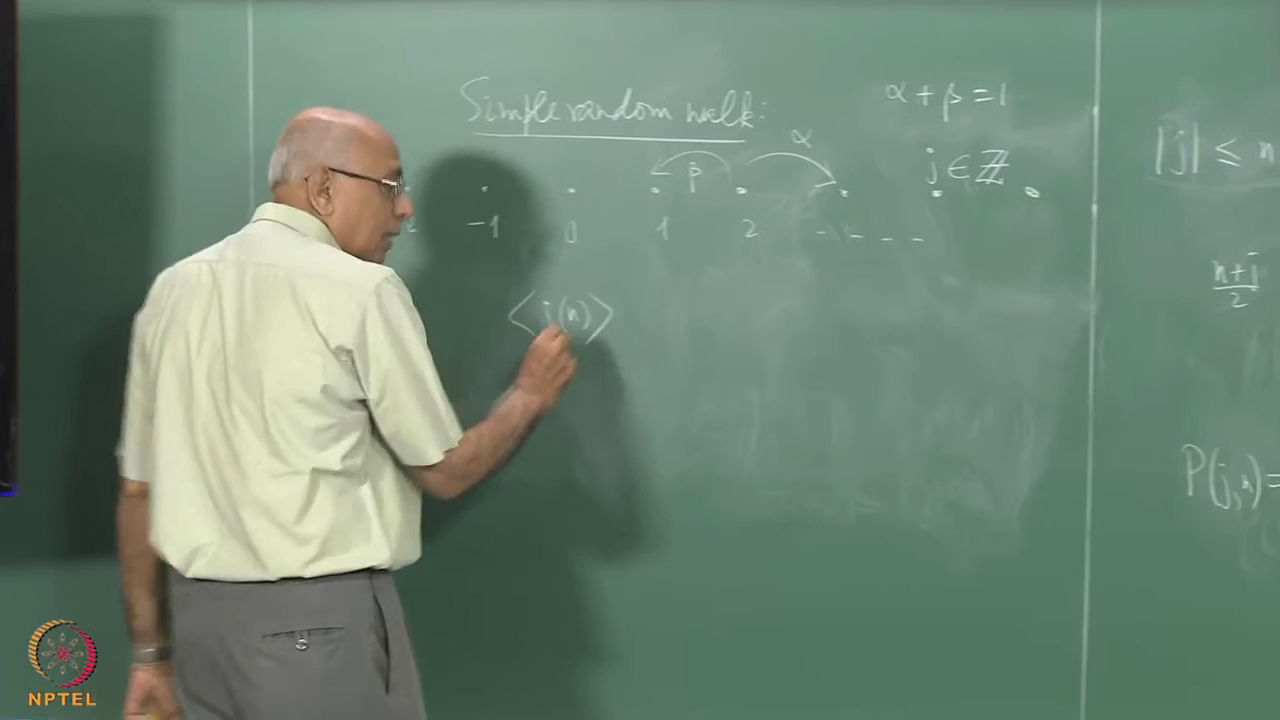 Simple random walk:
α + β = 1
β α j ∈ ℤ
-1 0 1 2 - - - - -
⟨j(n)⟩
|j| ≤ n
n+j
2
P(j,n) =
NPTEL